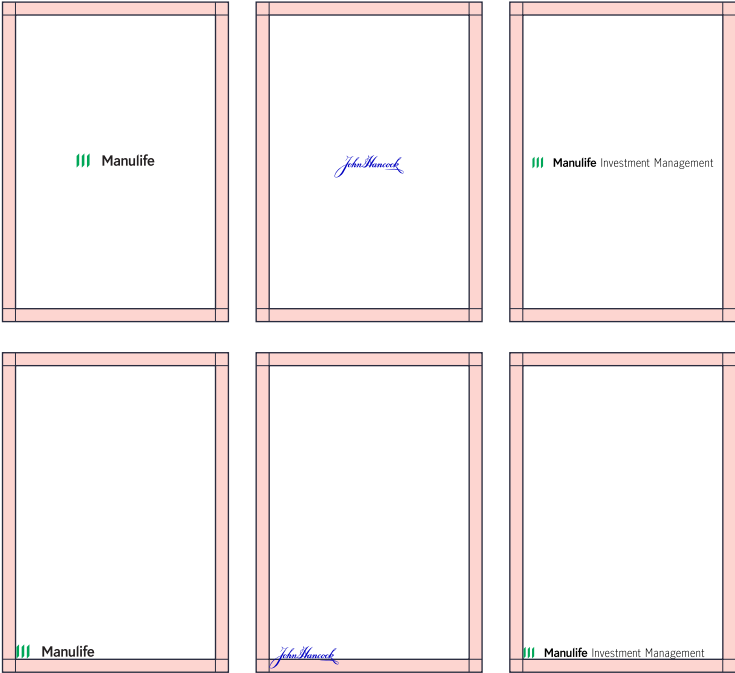 Manulife
John Hancock
Manulife Investment Management
Manulife
John Hancock
Manulife Investment Management